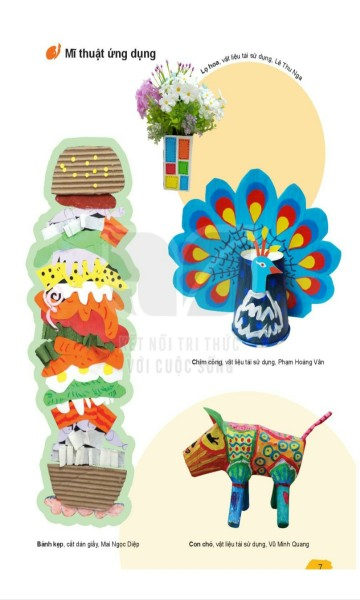 Mĩ thuật ứng dụng
Lọ hoa, vật liệu tái sử dụng, Lê Thu Nga
KẾT NỐI TRI THỨC
VỚI CUỘC SỐNG
Chim công, vật liệu tái sử dụng, Phạm Hoàng Vân
Bánh kẹp, cắt dán giấy, Mai Ngọc Diệp
Con chó, vật liệu tái sử dụng, Vũ Minh Quang
7